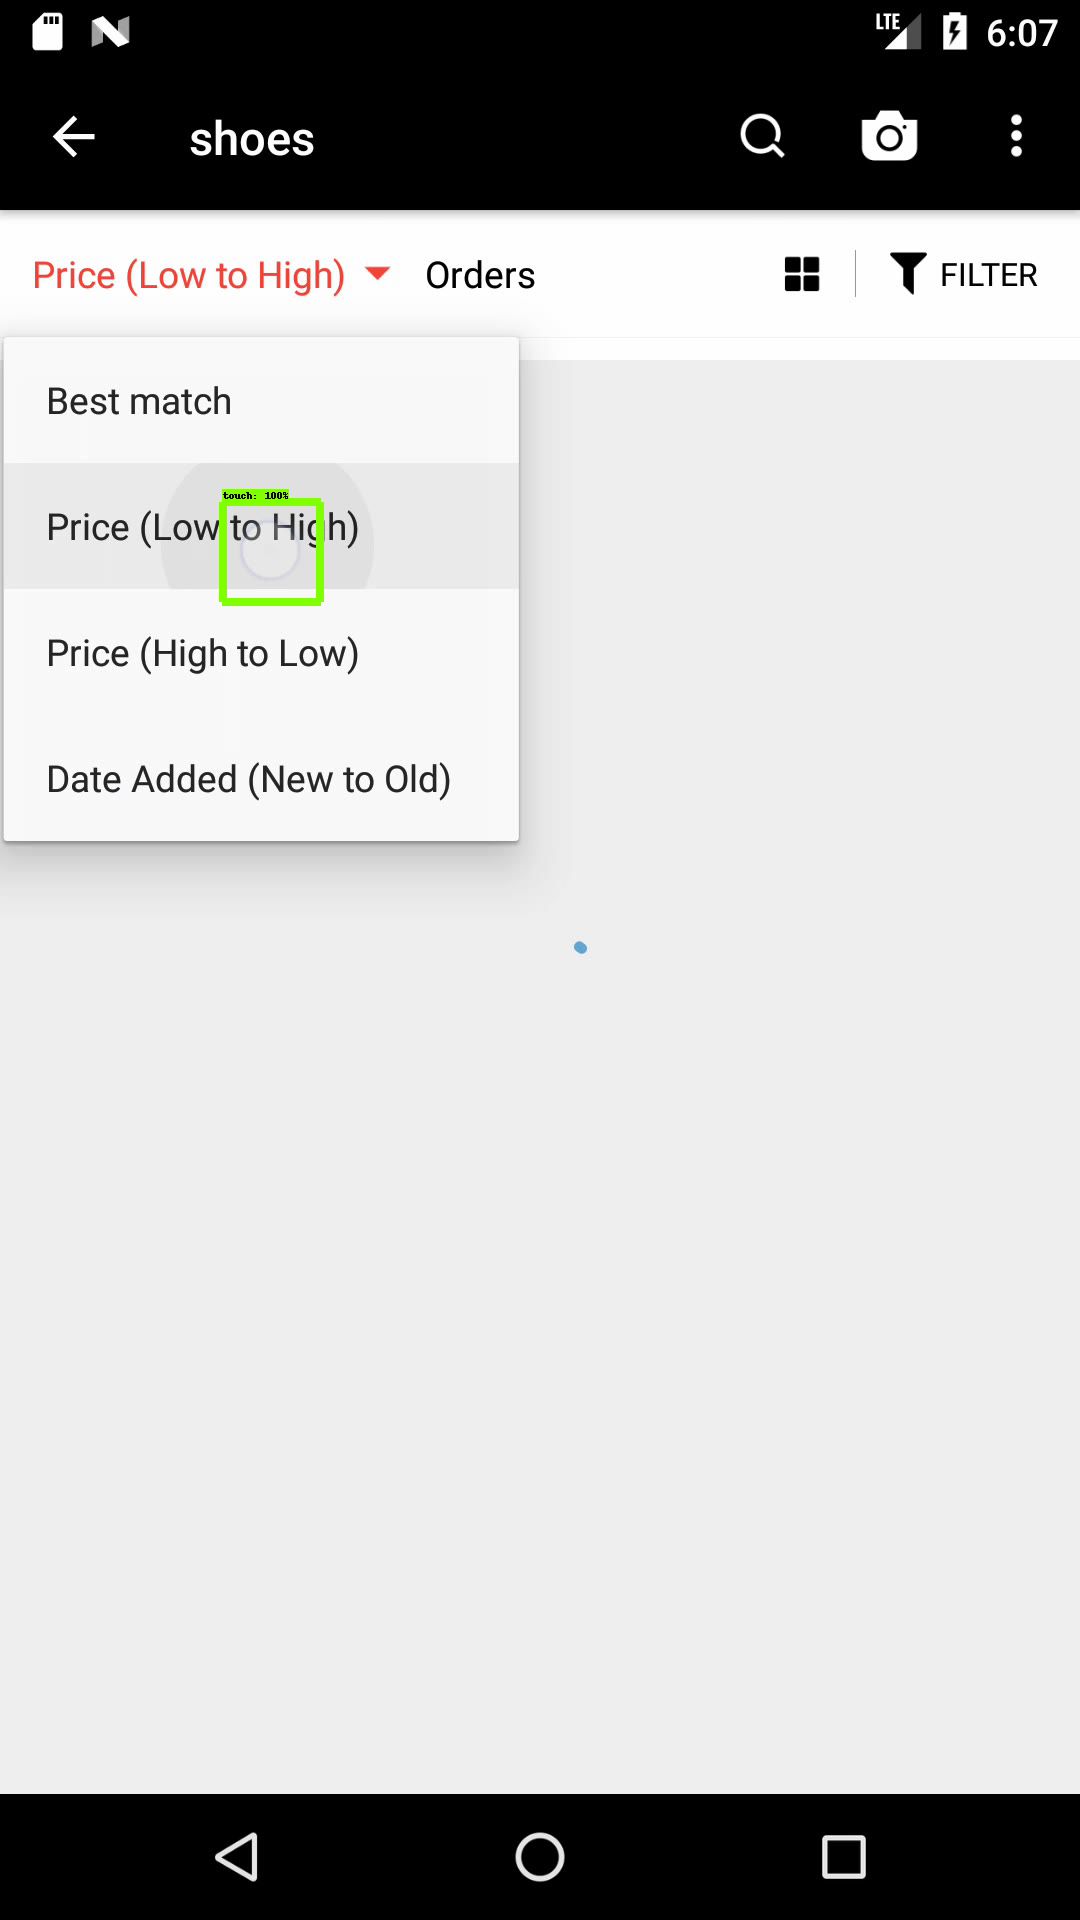 LTE 6:07
shoes
Price (Low to High) Orders FILTER
Best match
touch: 100%
Price (Low to High)
Price (High to Low)
Date Added (New to Old)